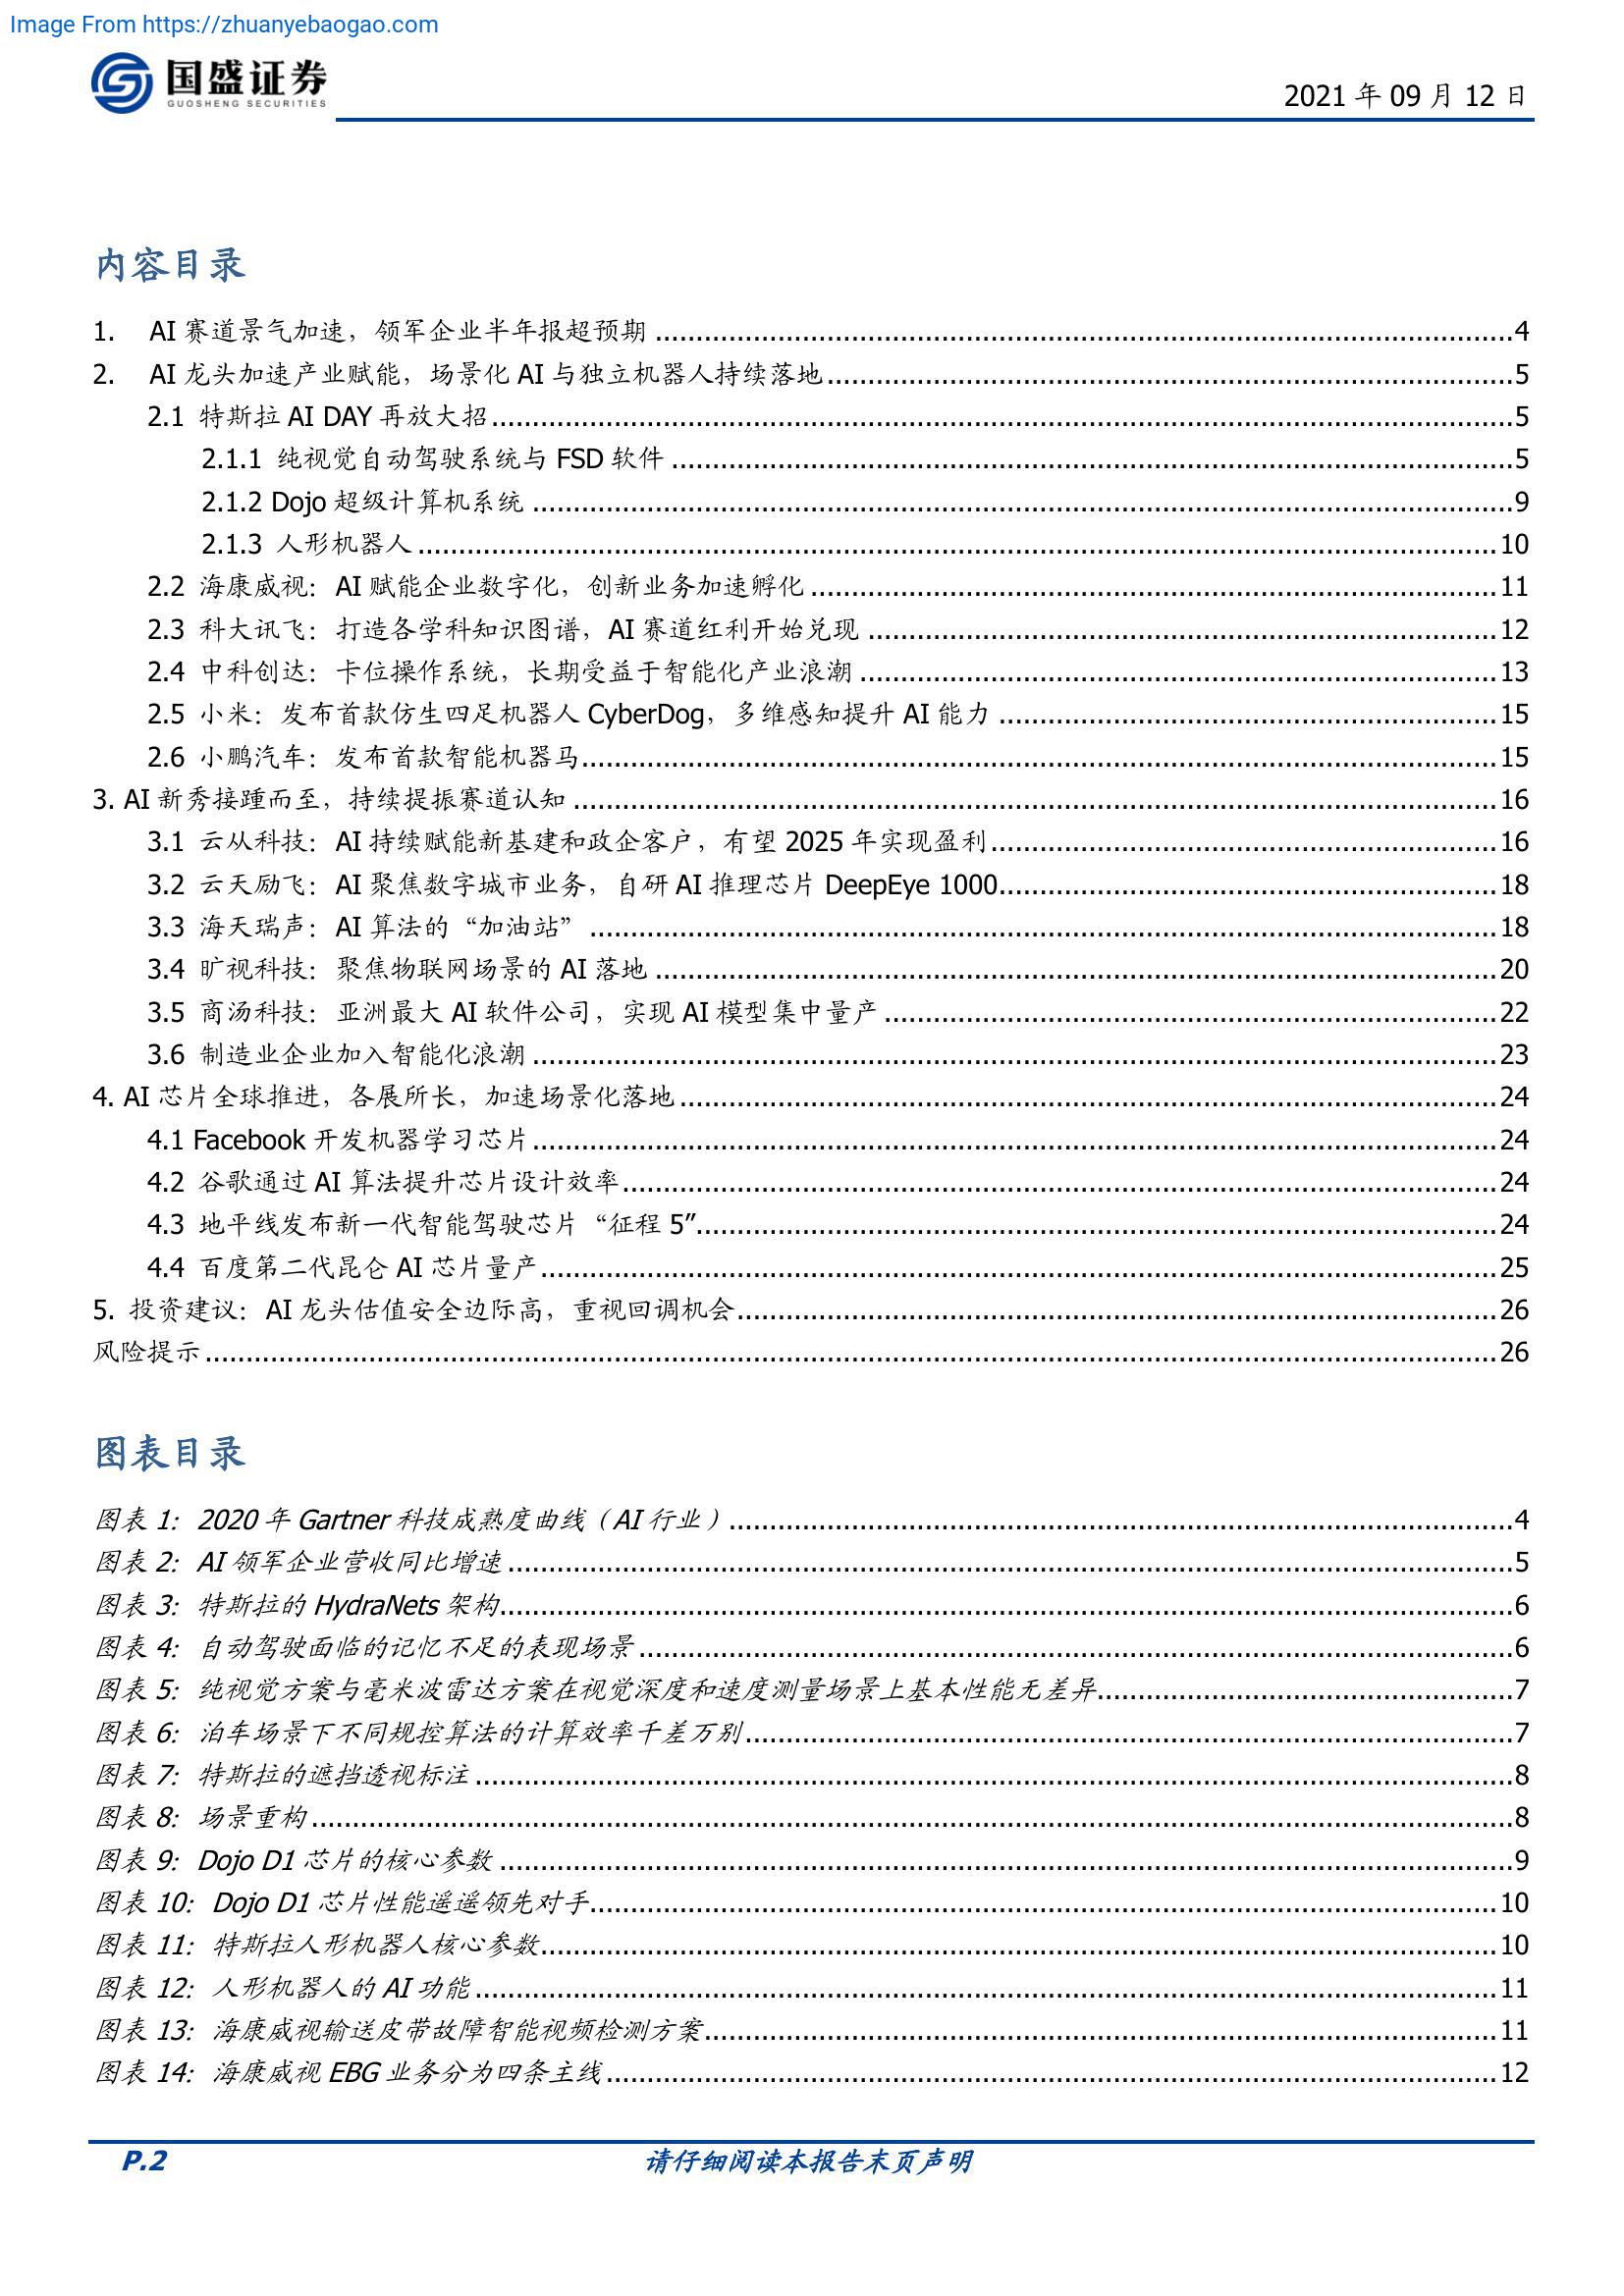 Image From https://zhuanyebaogao.com
国盛证券
GUOSHENG SECURITIES
2021 年 09 月 12 日
内容目录
1. AI 赛道景气加速，领军企业半年报超预期 ........ 4
2. AI 龙头加速产业赋能，场景化 AI 与独立机器人持续落地 ........ 5
2.1 特斯拉 AI DAY 再放大招 ........ 5
2.1.1 纯视觉自动驾驶系统与 FSD 软件 ........ 5
2.1.2 Dojo 超级计算机系统 ........ 9
2.1.3 人形机器人 ........ 10
2.2 海康威视：AI 赋能企业数字化，创新业务加速孵化 ........ 11
2.3 科大讯飞：打造各学科知识图谱，AI 赛道红利开始兑现 ........ 12
2.4 中科创达：卡位操作系统，长期受益于智能化产业浪潮 ........ 13
2.5 小米：发布首款仿生四足机器人 CyberDog，多维感知提升 AI 能力 ........ 15
2.6 小鹏汽车：发布首款智能机器马 ........ 15
3. AI 新秀接踵而至，持续提振赛道认知 ........ 16
3.1 云从科技：AI 持续赋能新基建和政企客户，有望 2025 年实现盈利 ........ 16
3.2 云天励飞：AI 聚焦数字城市业务，自研 AI 推理芯片 DeepEye 1000 ........ 18
3.3 海天瑞声：AI 算法的“加油站” ........ 18
3.4 旷视科技：聚焦物联网场景的 AI 落地 ........ 20
3.5 商汤科技：亚洲最大 AI 软件公司，实现 AI 模型集中量产 ........ 22
3.6 制造业企业加入智能化浪潮 ........ 23
4. AI 芯片全球推进，各展所长，加速场景化落地 ........ 24
4.1 Facebook 开发机器学习芯片 ........ 24
4.2 谷歌通过 AI 算法提升芯片设计效率 ........ 24
4.3 地平线发布新一代智能驾驶芯片“征程 5” ........ 24
4.4 百度第二代昆仑 AI 芯片量产 ........ 25
5. 投资建议：AI 龙头估值安全边际高，重视回调机会 ........ 26
风险提示 ........ 26
图表目录
图表 1：2020 年 Gartner 科技成熟度曲线（AI 行业） ........ 4
图表 2：AI 领军企业营收同比增速 ........ 5
图表 3：特斯拉的 HydraNets 架构 ........ 6
图表 4：自动驾驶面临的记忆不足的表现场景 ........ 6
图表 5：纯视觉方案与毫米波雷达方案在视觉深度和速度测量场景上基本性能无差异 ........ 7
图表 6：泊车场景下不同规控算法的计算效率千差万别 ........ 7
图表 7：特斯拉的遮挡透视标注 ........ 8
图表 8：场景重构 ........ 8
图表 9：Dojo D1 芯片的核心参数 ........ 9
图表 10：Dojo D1 芯片性能遥遥领先对手 ........ 10
图表 11：特斯拉人形机器人核心参数 ........ 10
图表 12：人形机器人的 AI 功能 ........ 11
图表 13：海康威视输送皮带故障智能视频检测方案 ........ 11
图表 14：海康威视 EBG 业务分为四条主线 ........ 12
P.2 请仔细阅读本报告末页声明